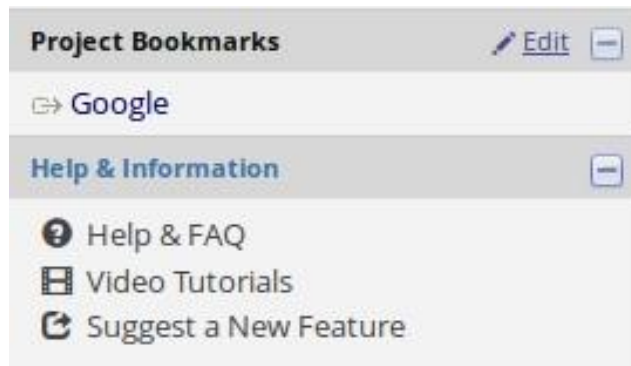 Project Bookmarks Edit
Google
Help & Information
Help & FAQ
Video Tutorials
Suggest a New Feature